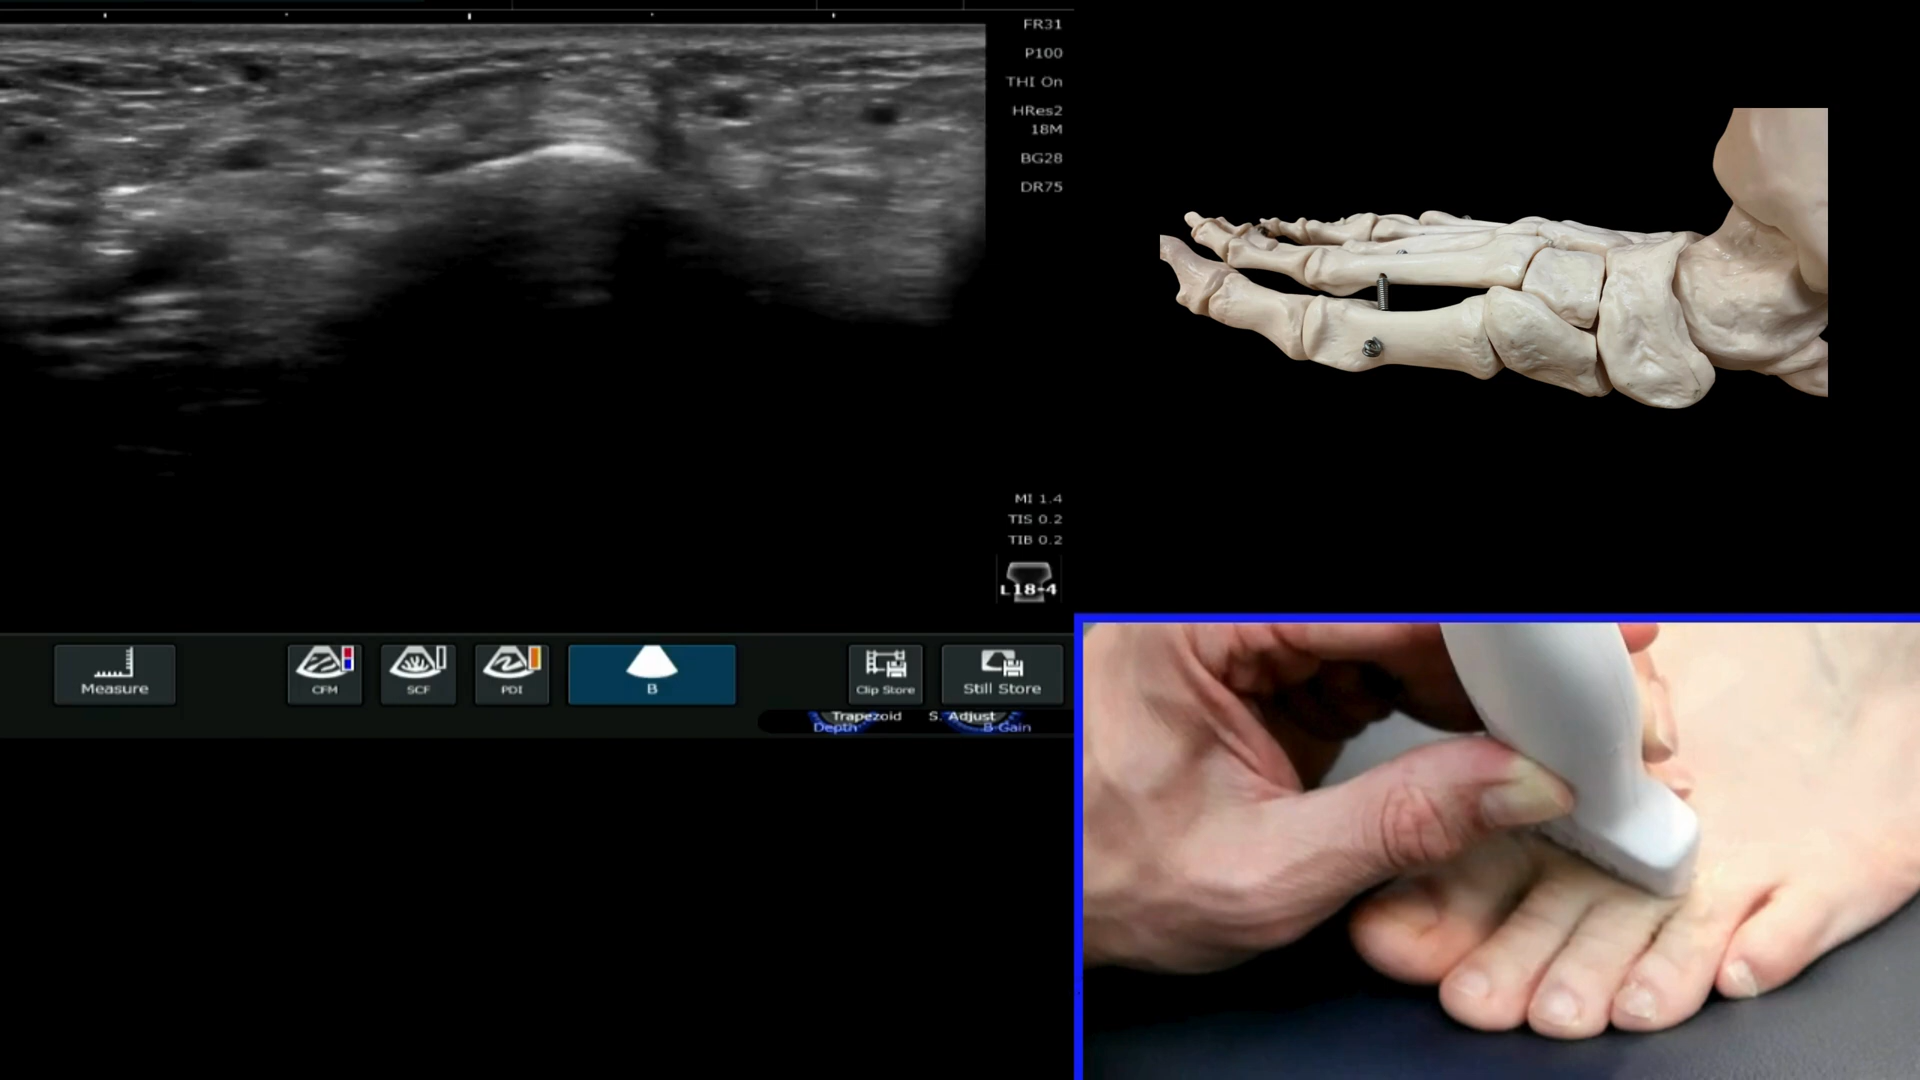 FR31
P100
THI On
HRes2
18M
BG28
DR75
MI 1.4
TIS 0.2
TIB 0.2
L18-4
Measure
CFM
SCF
PDI
B
Clip Store
Still Store
Trapezoid
S. Adjust
Depth
B Gain